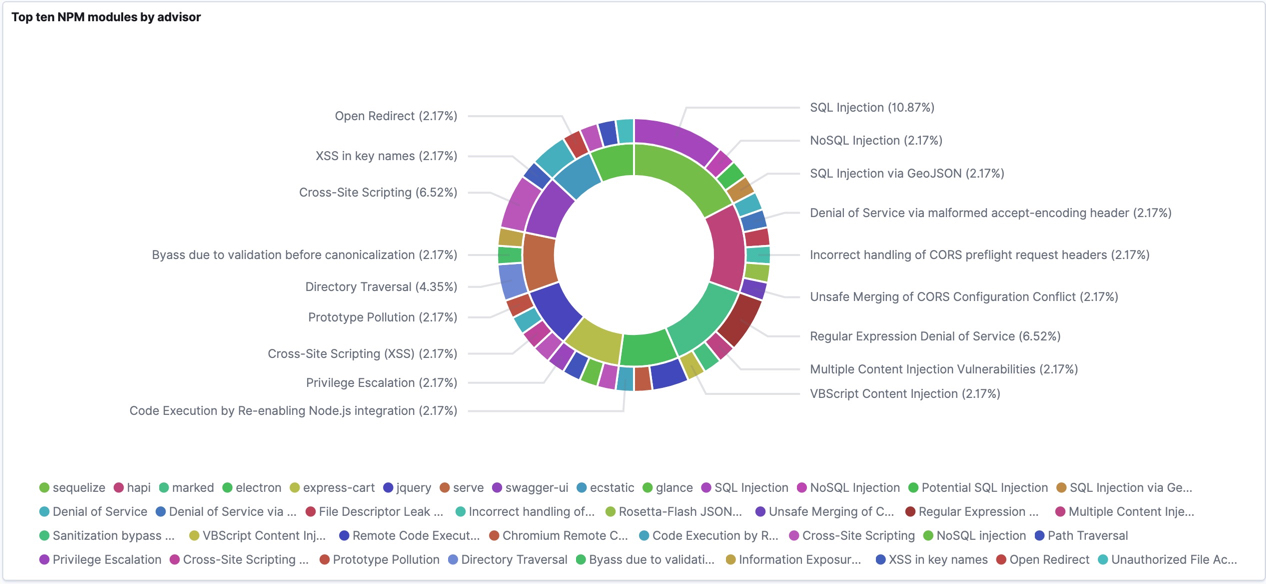 Top ten NPM modules by advisor
Open Redirect (2.17%)
XSS in key names (2.17%)
Cross-Site Scripting (6.52%)
Byass due to validation before canonicalization (2.17%)
Directory Traversal (4.35%)
Prototype Pollution (2.17%)
Cross-Site Scripting (XSS) (2.17%)
Privilege Escalation (2.17%)
Code Execution by Re-enabling Node.js integration (2.17%)
SQL Injection (10.87%)
NoSQL Injection (2.17%)
SQL Injection via GeoJSON (2.17%)
Denial of Service via malformed accept-encoding header (2.17%)
Incorrect handling of CORS preflight request headers (2.17%)
Unsafe Merging of CORS Configuration Conflict (2.17%)
Regular Expression Denial of Service (6.52%)
Multiple Content Injection Vulnerabilities (2.17%)
VBScript Content Injection (2.17%)
sequelize hapi marked electron express-cart jquery serve swagger-ui ecstatic glance SQL Injection NoSQL Injection Potential SQL Injection SQL Injection via Ge...
Denial of Service Denial of Service via ... File Descriptor Leak ... Incorrect handling of... Rosetta-Flash JSON... Unsafe Merging of C... Regular Expression ... Multiple Content Inje...
Sanitization bypass ... VBScript Content Inj... Remote Code Execut... Chromium Remote C... Code Execution by R... Cross-Site Scripting NoSQL injection Path Traversal
Privilege Escalation Cross-Site Scripting ... Prototype Pollution Directory Traversal Byass due to validati... Information Exposur... XSS in key names Open Redirect Unauthorized File Ac...